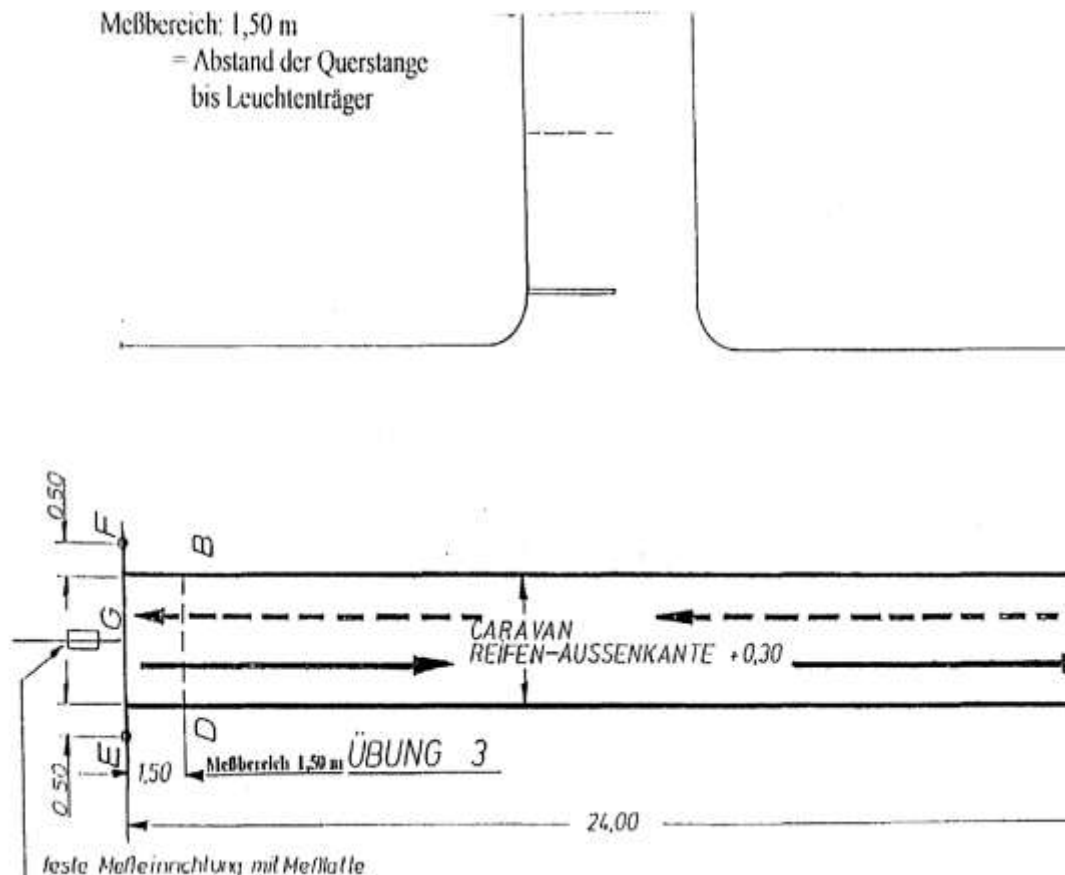 Meßbereich: 1,50 m
= Abstand der Querstange
bis Leuchtenträger
0,50
F
B
G
CARAVAN
REIFEN-AUSSENKANTE +0,30
E
D
0,50
1,50
Meßbereich 1,50 m
ÜBUNG 3
24,00
feste Meßeinrichtung mit Meßlatte